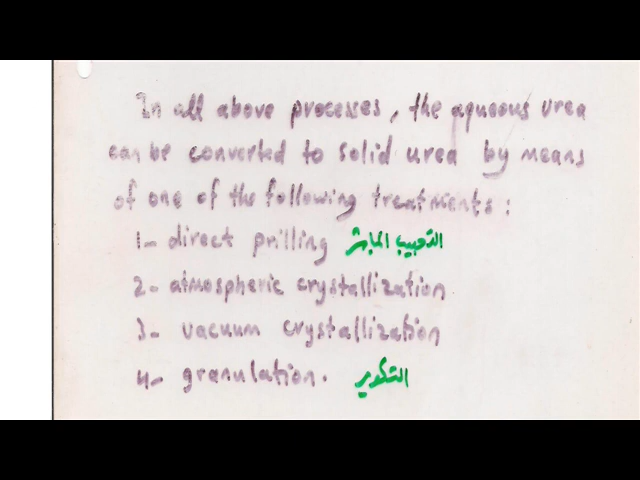 In all above processes, the aqueous urea
can be converted to solid urea by means
of one of the following treatments:
1- direct prilling التحبيب المباشر
2- atmospheric crystallization
3- vacuum crystallization
4- granulation. التكوير